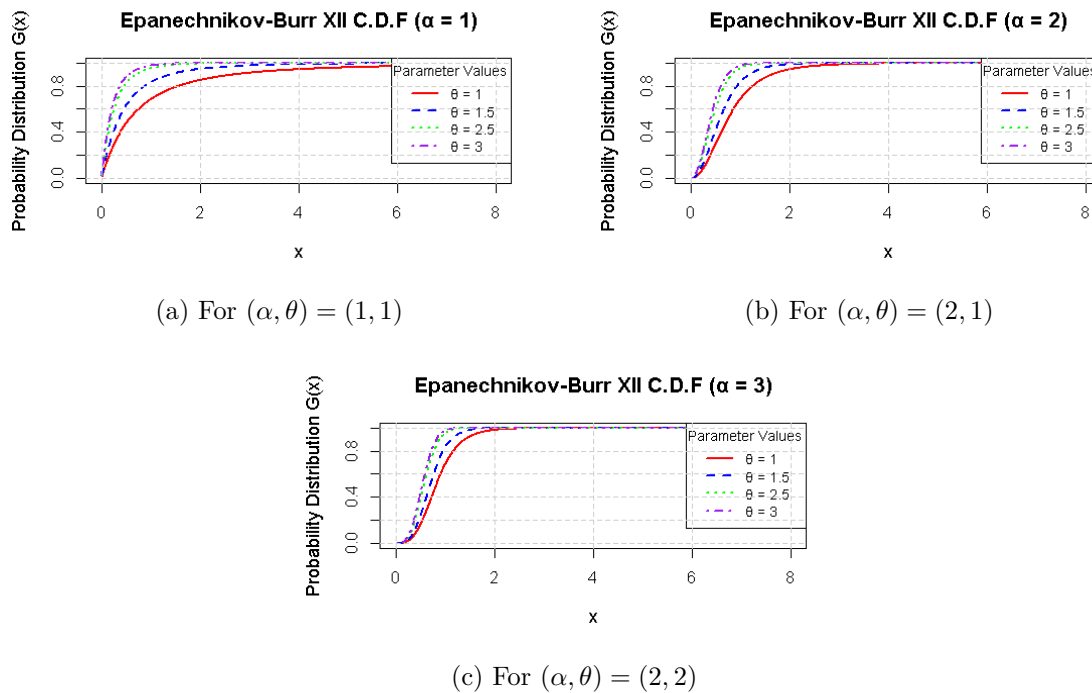 Epanechnikov-Burr XII C.D.F (α = 1)
Probability Distribution G(x)
0.0 0.4 0.8
0 2 4 6 8
x
Parameter Values
θ = 1
θ = 1.5
θ = 2.5
θ = 3
(a) For (α, θ) = (1, 1)
Epanechnikov-Burr XII C.D.F (α = 2)
Probability Distribution G(x)
0.0 0.4 0.8
0 2 4 6 8
x
Parameter Values
θ = 1
θ = 1.5
θ = 2.5
θ = 3
(b) For (α, θ) = (2, 1)
Epanechnikov-Burr XII C.D.F (α = 3)
Probability Distribution G(x)
0.0 0.4 0.8
0 2 4 6 8
x
Parameter Values
θ = 1
θ = 1.5
θ = 2.5
θ = 3
(c) For (α, θ) = (2, 2)